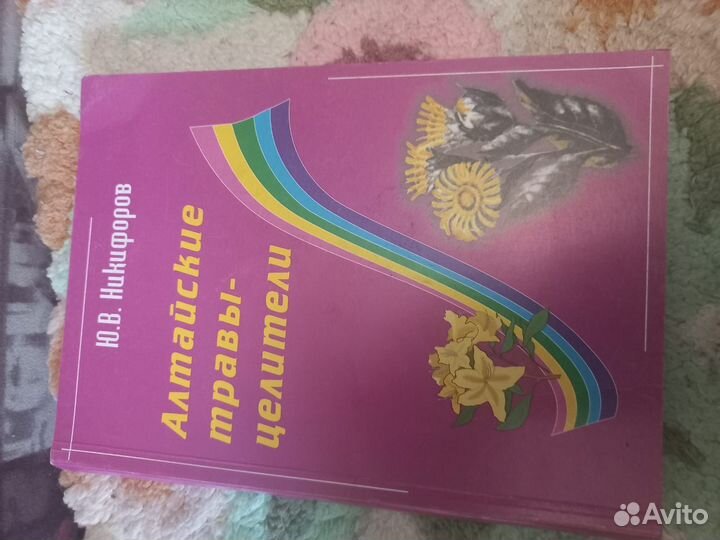 Ю.В. Никифоров
Алтайские
травы-
целители
Avito